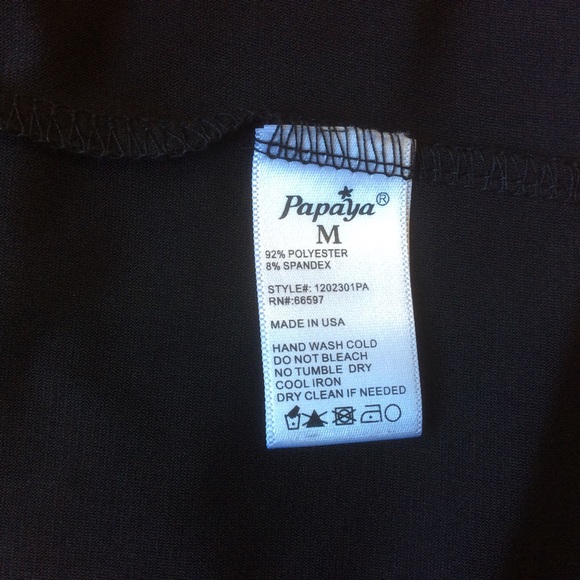 Papaya®
M
92% POLYESTER
8% SPANDEX
STYLE#: 1202301PA
RN#:66597
MADE IN USA
HAND WASH COLD
DO NOT BLEACH
NO TUMBLE DRY
COOL IRON
DRY CLEAN IF NEEDED